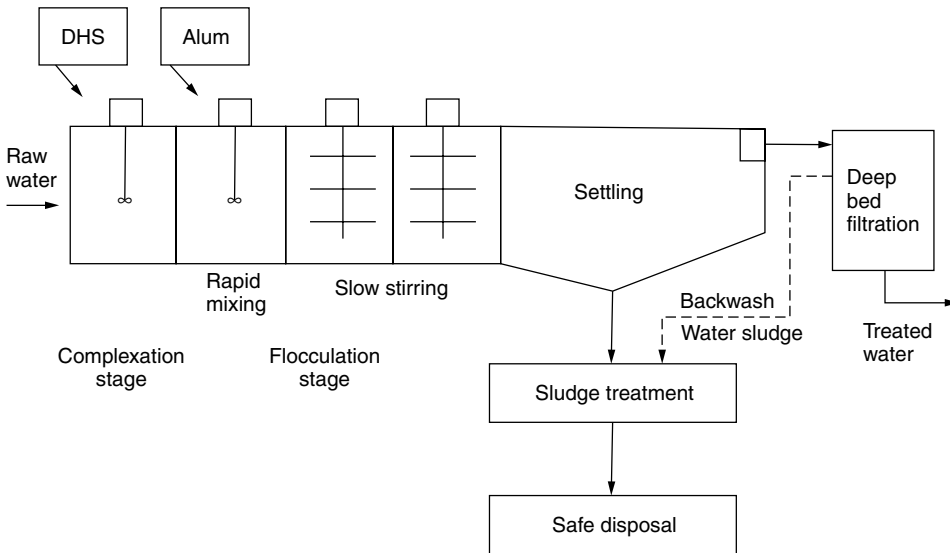 DHS
Alum
Raw
water
Settling
Deep
bed
filtration
Rapid
mixing
Slow stirring
Backwash
Water sludge
Treated
water
Complexation
stage
Flocculation
stage
Sludge treatment
Safe disposal